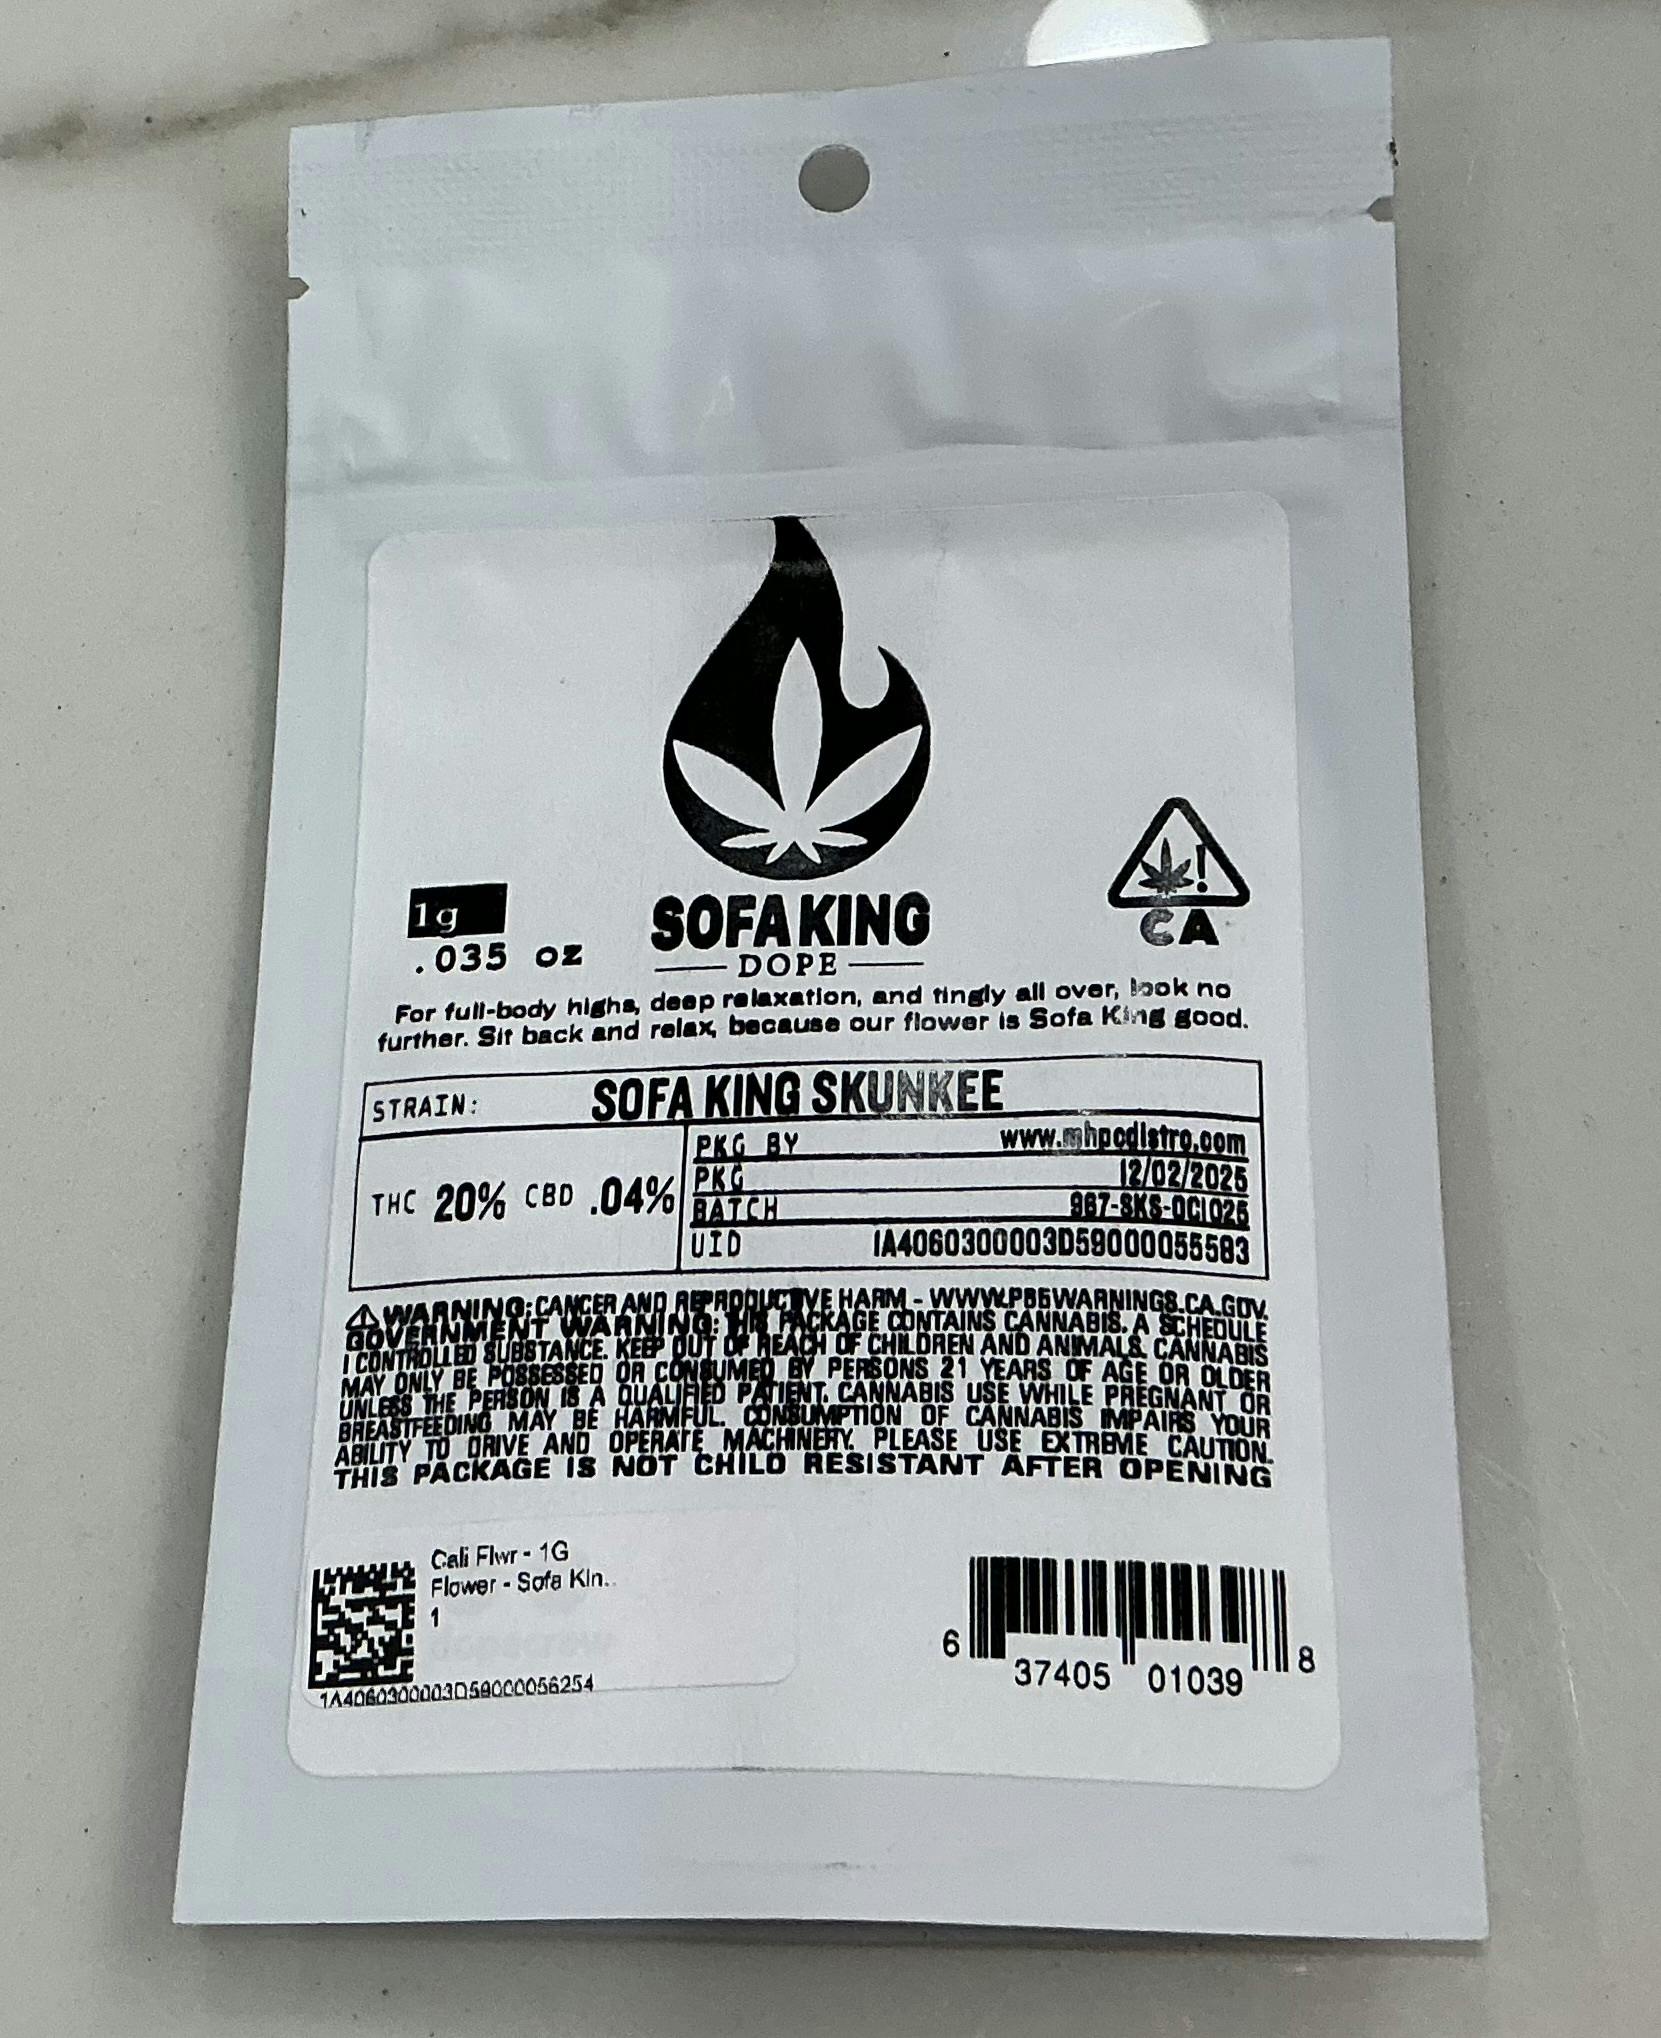 SOFA KING
DOPE
1g
.035 oz
CA
For full-body highs, deep relaxation, and tingly all over, look no
further. Sit back and relax, because our flower is Sofa King good.
STRAIN: SOFA KING SKUNKEE
THC 20% CBD .04%
PKG BY www.mhpcdistro.com
PKG 12/02/2025
BATCH 987-SKS-OC1025
UID 1A4060300003D59000055583
⚠WARNING:CANCER AND REPRODUCTIVE HARM - WWW.P65WARNINGS.CA.GOV.
GOVERNMENT WARNING: THIS PACKAGE CONTAINS CANNABIS. A SCHEDULE
I CONTROLLED SUBSTANCE. KEEP OUT OF REACH OF CHILDREN AND ANIMALS. CANNABIS
MAY ONLY BE POSSESSED OR CONSUMED BY PERSONS 21 YEARS OF AGE OR OLDER
UNLESS THE PERSON IS A QUALIFIED PATIENT. CANNABIS USE WHILE PREGNANT OR
BREASTFEEDING MAY BE HARMFUL. CONSUMPTION OF CANNABIS IMPAIRS YOUR
ABILITY TO DRIVE AND OPERATE MACHINERY. PLEASE USE EXTREME CAUTION.
THIS PACKAGE IS NOT CHILD RESISTANT AFTER OPENING
Cali Flwr - 1G
Flower - Sofa KIn..
1
1A4060300003D59000056254
6 37405 01039 8